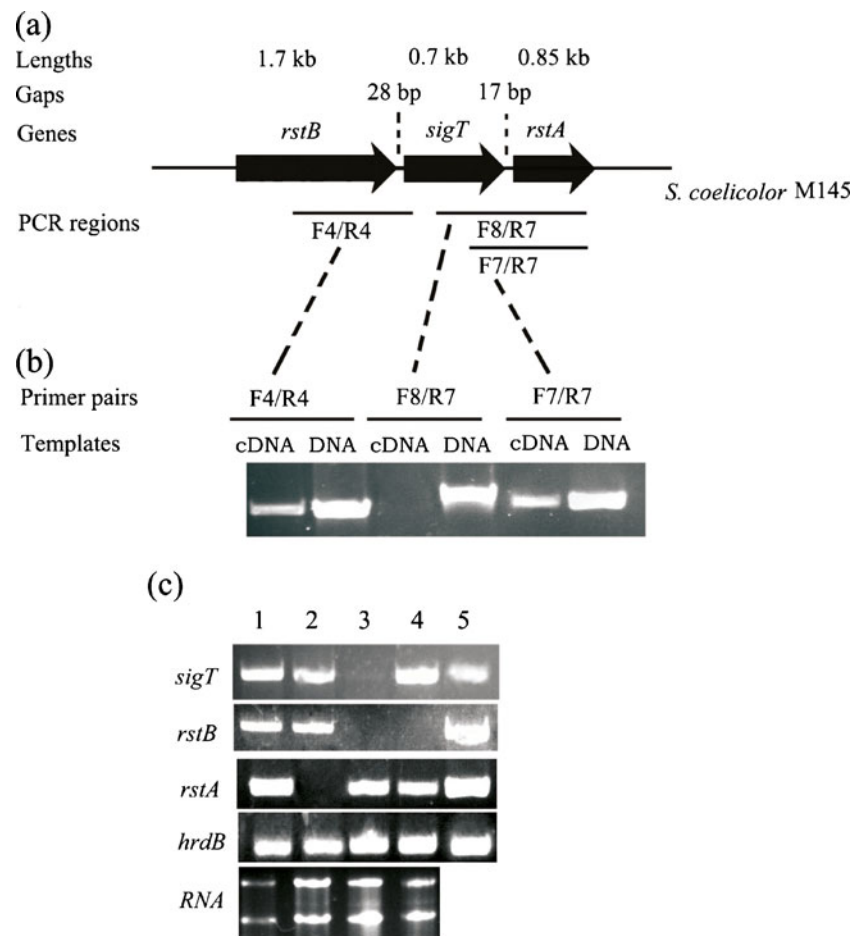 (a)
Lengths 1.7 kb 0.7 kb 0.85 kb
Gaps 28 bp 17 bp
Genes rstB sigT rstA
S. coelicolor M145
PCR regions F4/R4 F8/R7
F7/R7
(b)
Primer pairs F4/R4 F8/R7 F7/R7
Templates cDNA DNA cDNA DNA cDNA DNA
(c)
1 2 3 4 5
sigT
rstB
rstA
hrdB
RNA